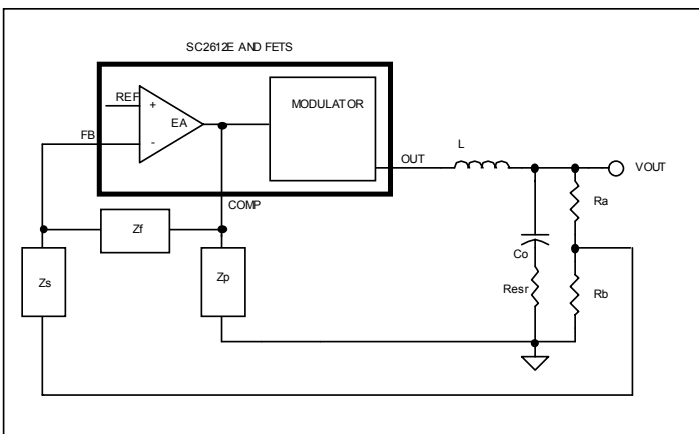 SC2612E AND FETS
REF
+
EA
-
FB
MODULATOR
OUT
L
VOUT
COMP
Ra
Zf
Co
Zs
Zp
Resr
Rb